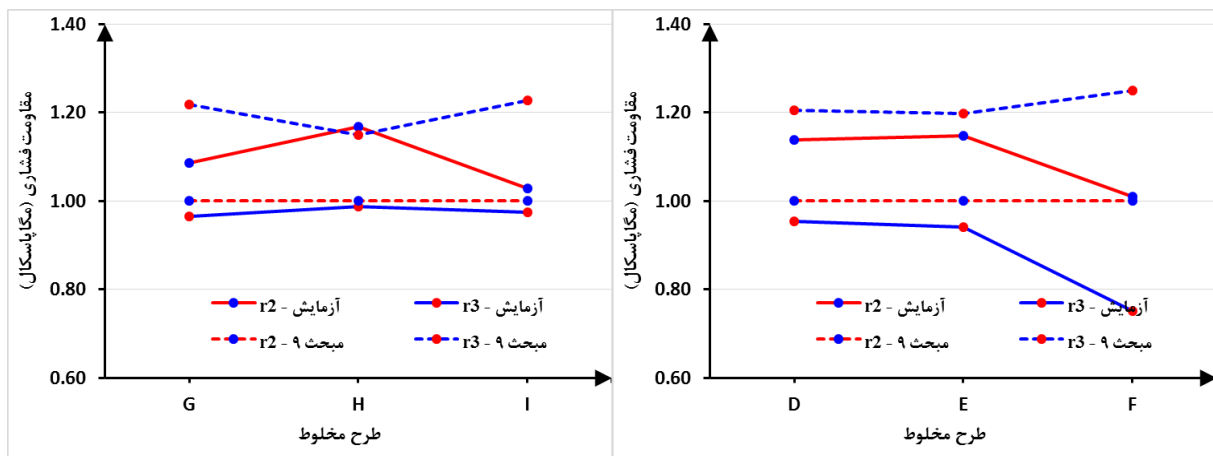 مقاومت فشاری (مگاپاسکال)
1.40
1.20
1.00
0.80
0.60
r2 - آزمایش
r3 - آزمایش
r2 - مبحث ۹
r3 - مبحث ۹
G H I
طرح مخلوط
مقاومت فشاری (مگاپاسکال)
1.40
1.20
1.00
0.80
0.60
r2 - آزمایش
r3 - آزمایش
r2 - مبحث ۹
r3 - مبحث ۹
D E F
طرح مخلوط